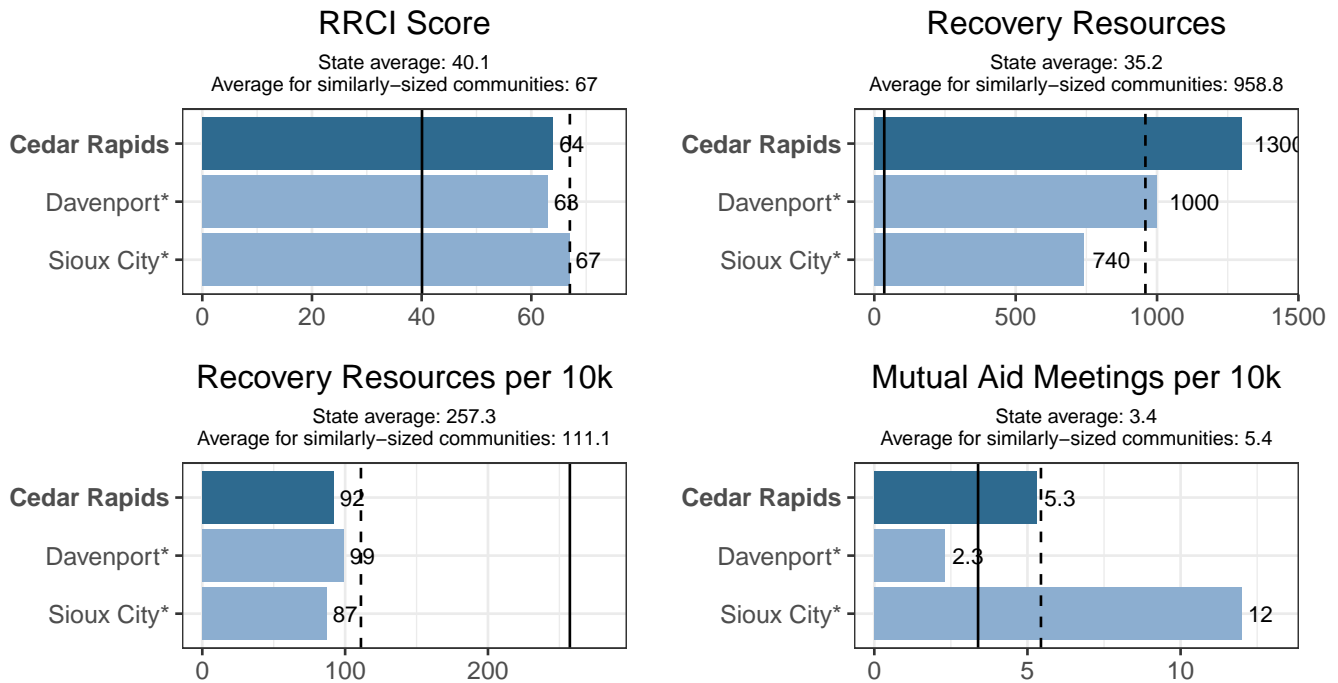 RRCI Score
State average: 40.1
Average for similarly−sized communities: 67
Cedar Rapids
64
Davenport*
63
Sioux City*
67
0 20 40 60
Recovery Resources
State average: 35.2
Average for similarly−sized communities: 958.8
Cedar Rapids
1300
Davenport*
1000
Sioux City*
740
0 500 1000 1500
Recovery Resources per 10k
State average: 257.3
Average for similarly−sized communities: 111.1
Cedar Rapids
92
Davenport*
99
Sioux City*
87
0 100 200
Mutual Aid Meetings per 10k
State average: 3.4
Average for similarly−sized communities: 5.4
Cedar Rapids
5.3
Davenport*
2.3
Sioux City*
12
0 5 10